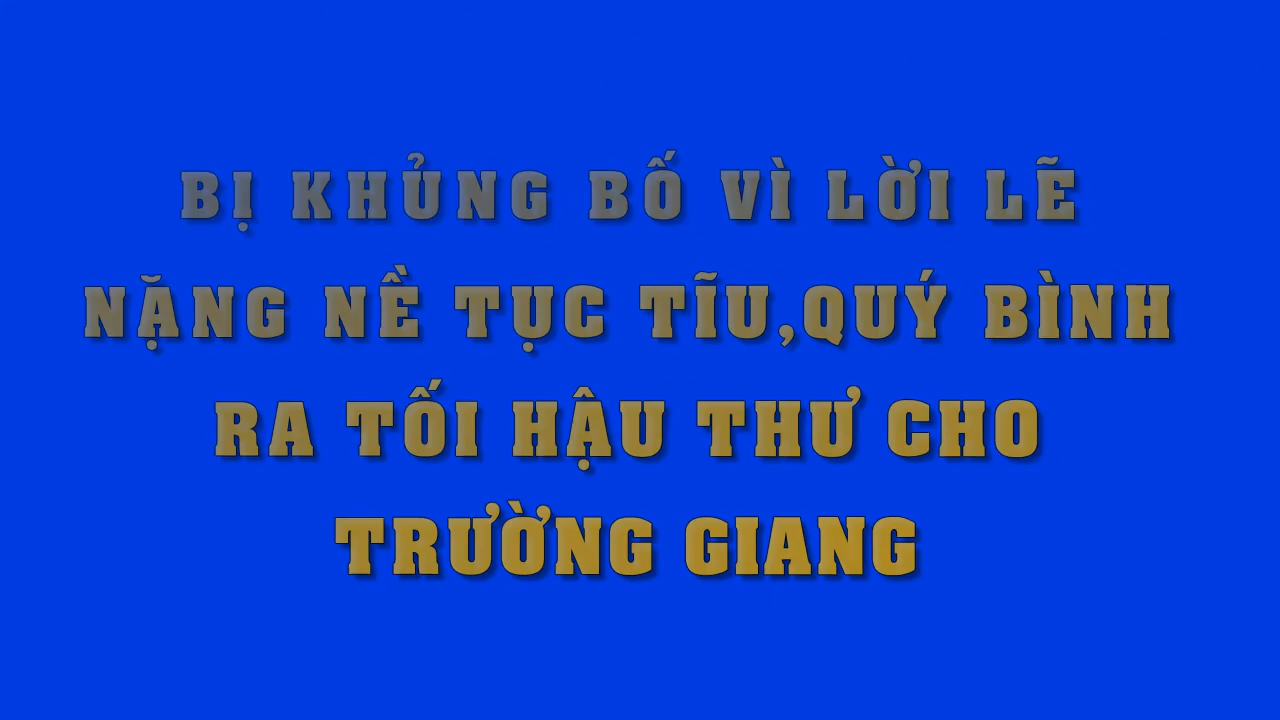 BỊ KHỦNG BỐ VÌ LỜI LẼ
NẶNG NỀ TỤC TĨU,QUÝ BÌNH
RA TỐI HẬU THƯ CHO
TRƯỜNG GIANG